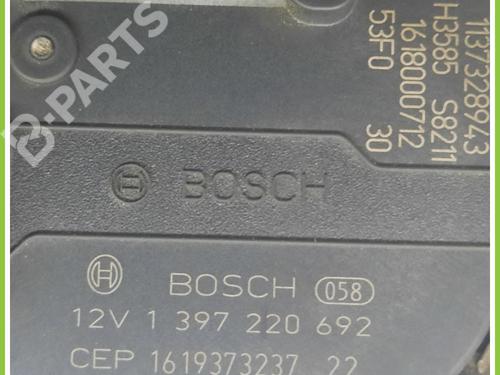 B-PARTS
1137328943
H3585 S8211
1618000712
53F0 30
BOSCH
BOSCH 058
12V 1 397 220 692
CEP 1619373237 22